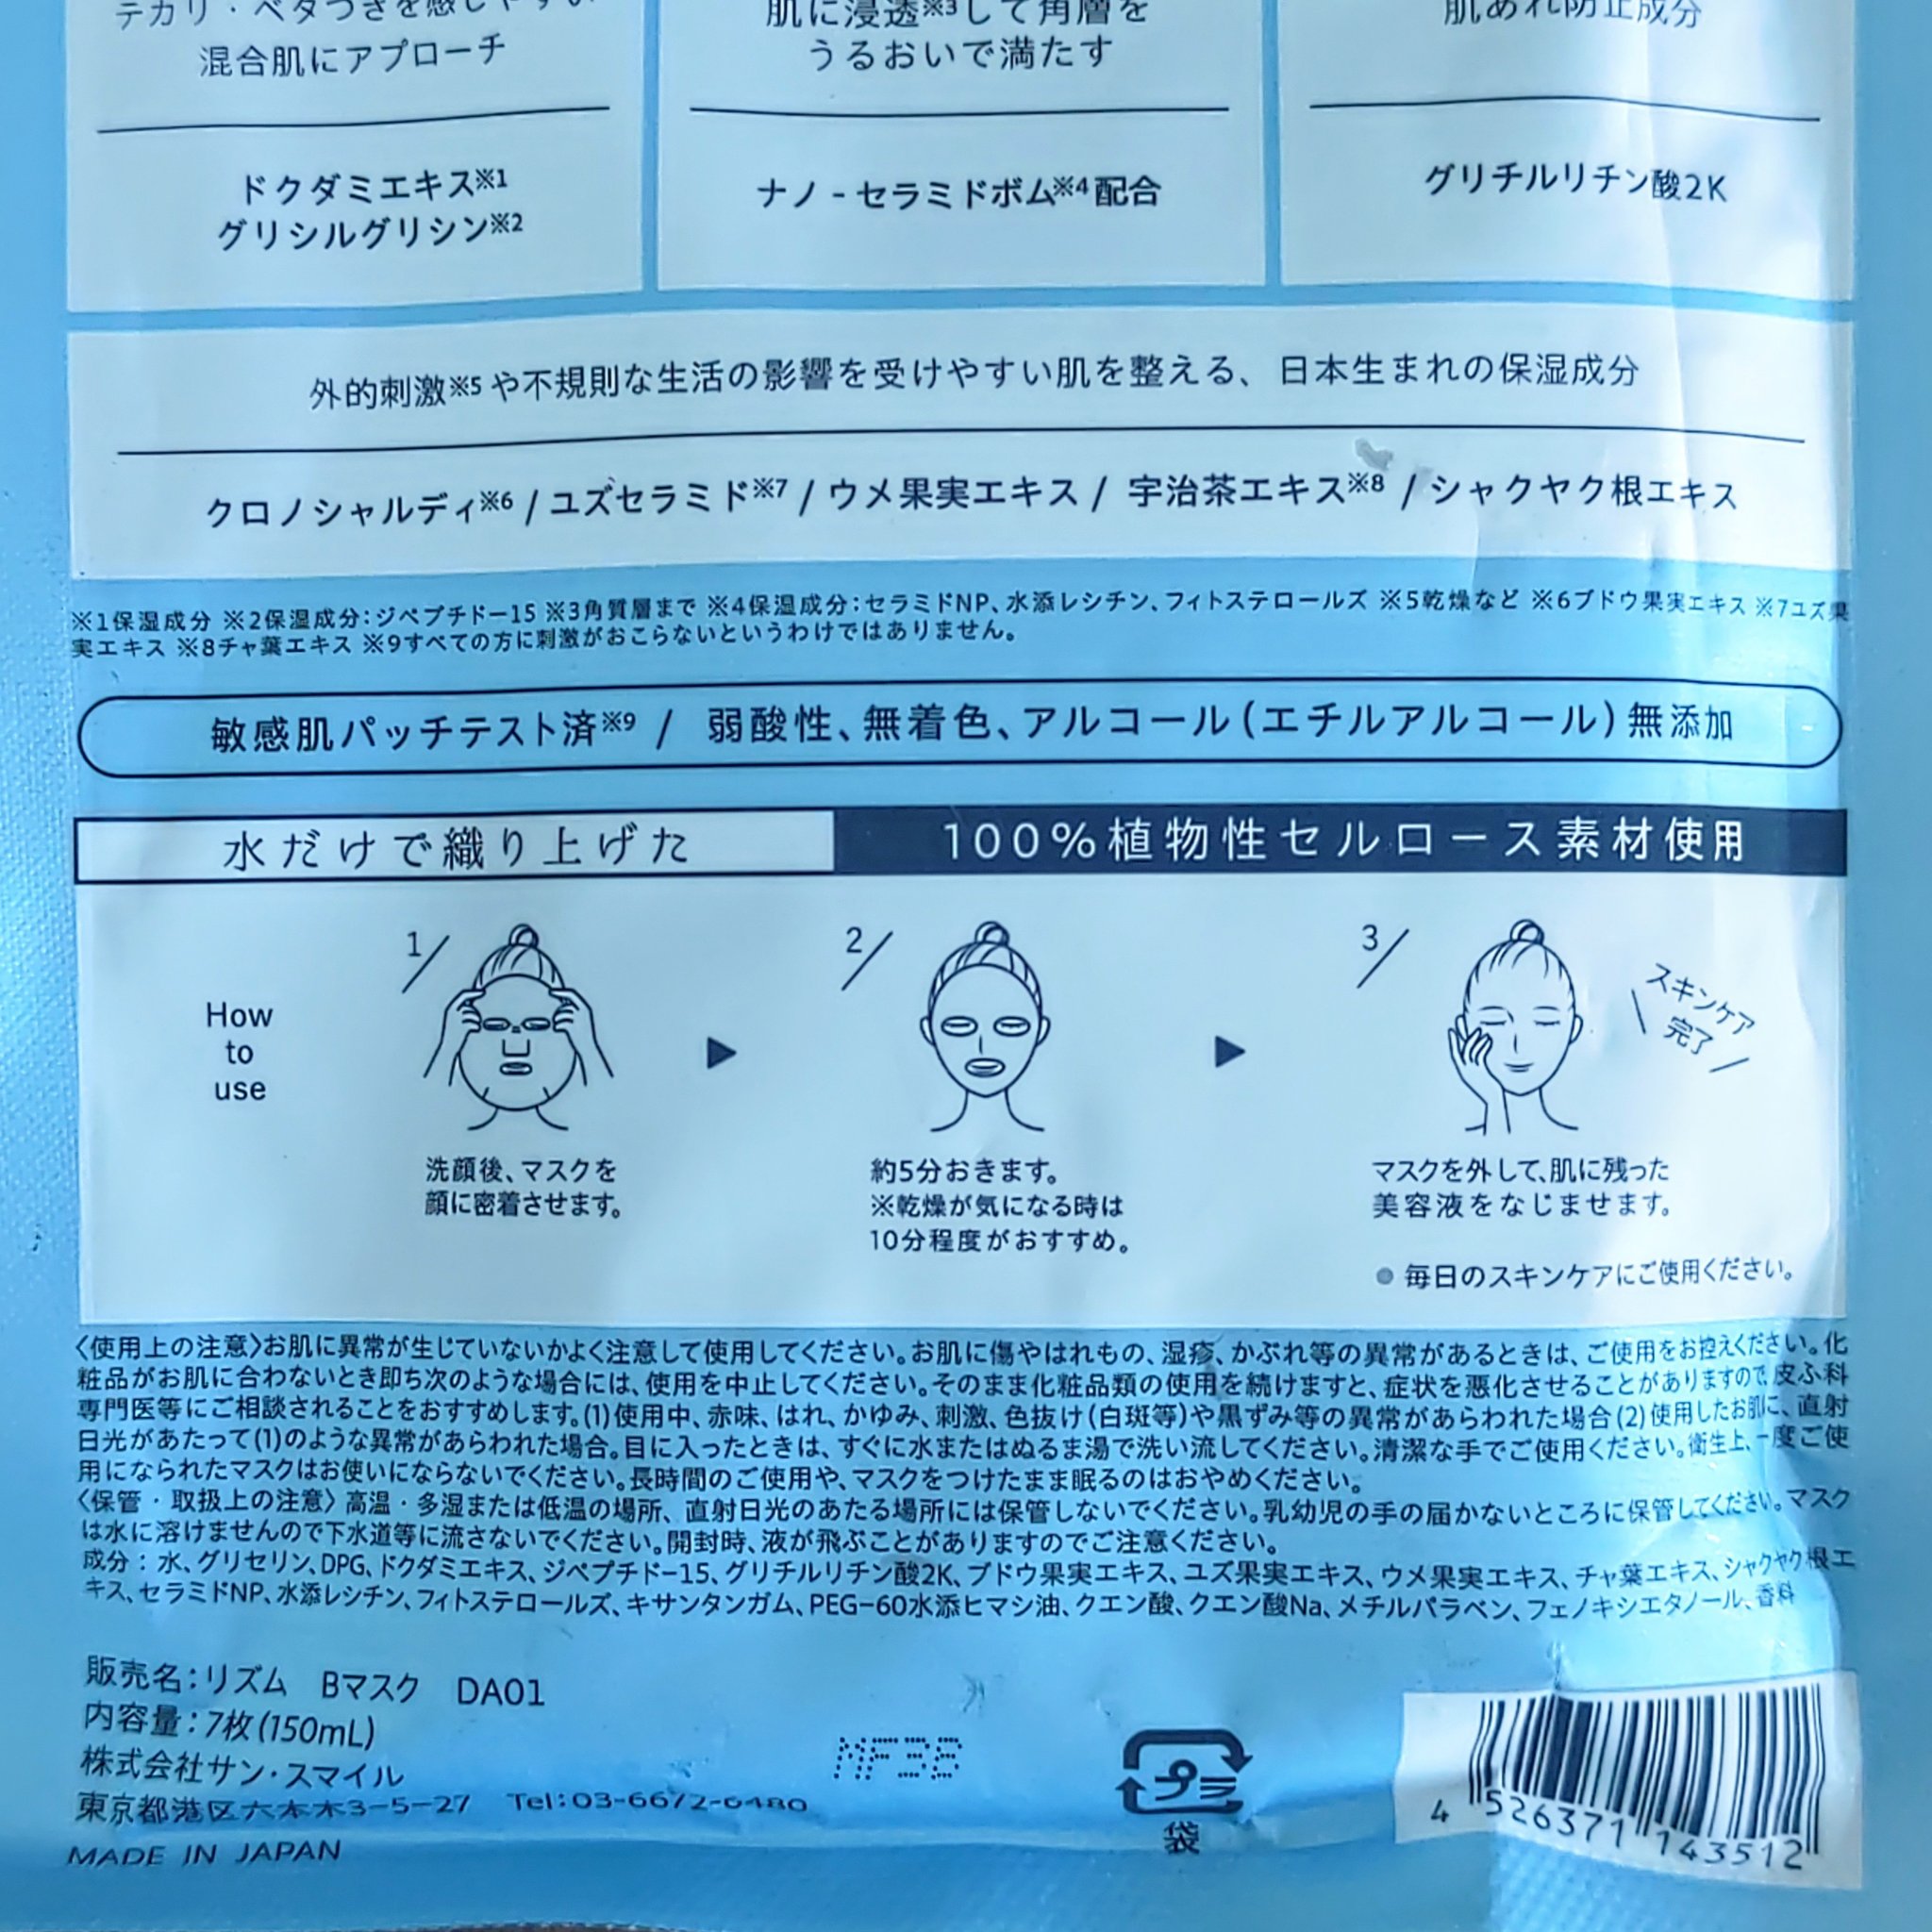 テカリ・ベタつきを感じやすい
混合肌にアプローチ
ドクダミエキス※1
グリシルグリシン※2
肌に浸透※3して角層を
うるおいで満たす
ナノ-セラミドボム※4配合
肌あれ防止成分
グリチルリチン酸2K
外的刺激※5や不規則な生活の影響を受けやすい肌を整える、日本生まれの保湿成分
クロノシャルディ※6 / ユズセラミド※7 / ウメ果実エキス / 宇治茶エキス※8 / シャクヤク根エキス
※1保湿成分 ※2保湿成分:ジペプチドー15 ※3角質層まで ※4保湿成分:セラミドNP、水添レシチン、フィトステロールズ ※5乾燥など ※6ブドウ果実エキス ※7ユズ果
実エキス ※8チャ葉エキス ※9すべての方に刺激がおこらないというわけではありません。
敏感肌パッチテスト済※9 / 弱酸性、無着色、アルコール(エチルアルコール)無添加
水だけで織り上げた 100%植物性セルロース素材使用
How
to
use
1/
洗顔後、マスクを
顔に密着させます。
2/
約5分おきます。
※乾燥が気になる時は
10分程度がおすすめ。
3/
スキンケア
完了
マスクを外して、肌に残った
美容液をなじませます。
●毎日のスキンケアにご使用ください。
〈使用上の注意〉お肌に異常が生じていないかよく注意して使用してください。お肌に傷やはれもの、湿疹、かぶれ等の異常があるときは、ご使用をお控えください。化
粧品がお肌に合わないとき即ち次のような場合には、使用を中止してください。そのまま化粧品類の使用を続けますと、症状を悪化させることがありますので、皮ふ科
専門医等にご相談されることをおすすめします。(1)使用中、赤味、はれ、かゆみ、刺激、色抜け(白斑等)や黒ずみ等の異常があらわれた場合(2)使用したお肌に、直射
日光があたって(1)のような異常があらわれた場合。目に入ったときは、すぐに水またはぬるま湯で洗い流してください。清潔な手でご使用ください。衛生上、一度ご使
用になられたマスクはお使いにならないでください。長時間のご使用や、マスクをつけたまま眠るのはおやめください。
〈保管・取扱上の注意〉高温・多湿または低温の場所、直射日光のあたる場所には保管しないでください。乳幼児の手の届かないところに保管してください。マスク
は水に溶けませんので下水道等に流さないでください。開封時、液が飛ぶことがありますのでご注意ください。
成分:水、グリセリン、DPG、ドクダミエキス、ジペプチドー15、グリチルリチン酸2K、ブドウ果実エキス、ユズ果実エキス、ウメ果実エキス、チャ葉エキス、シャクヤク根エ
キス、セラミドNP、水添レシチン、フィトステロールズ、キサンタンガム、PEG-60水添ヒマシ油、クエン酸、クエン酸Na、メチルパラベン、フェノキシエタノール、香料
販売名:リズム Bマスク DA01
内容量:7枚(150mL)
株式会社サン・スマイル
東京都港区六本木3-5-27 Tel:03-6672-6480
MADE IN JAPAN
MF36
プラ
袋
4 526371 143512